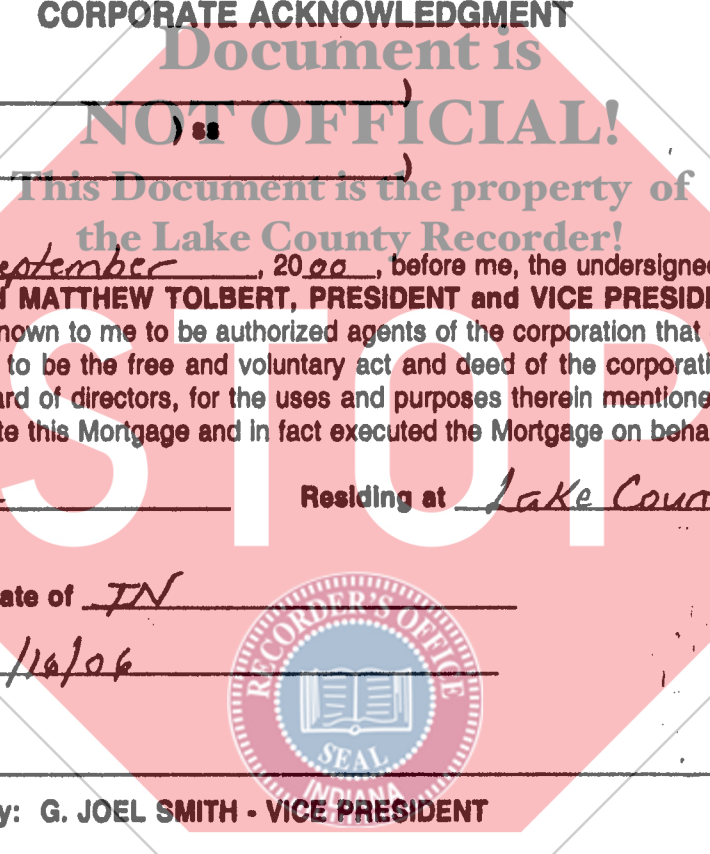 CORPORATE ACKNOWLEDGMENT
Document is
)
NOT OFFICIAL!
) ss
)
This Document is the property of
the Lake County Recorder!
eptember , 20 00 , before me, the undersigne
MATTHEW TOLBERT, PRESIDENT and VICE PRESID
nown to me to be authorized agents of the corporation that
to be the free and voluntary act and deed of the corporati
ard of directors, for the uses and purposes therein mentione
te this Mortgage and in fact executed the Mortgage on beha
STOP
Residing at Lake Coun
ate of IN
/16/06
RECORDER'S OFFICE
SEAL
INDIANA
y: G. JOEL SMITH - VICE PRESIDENT